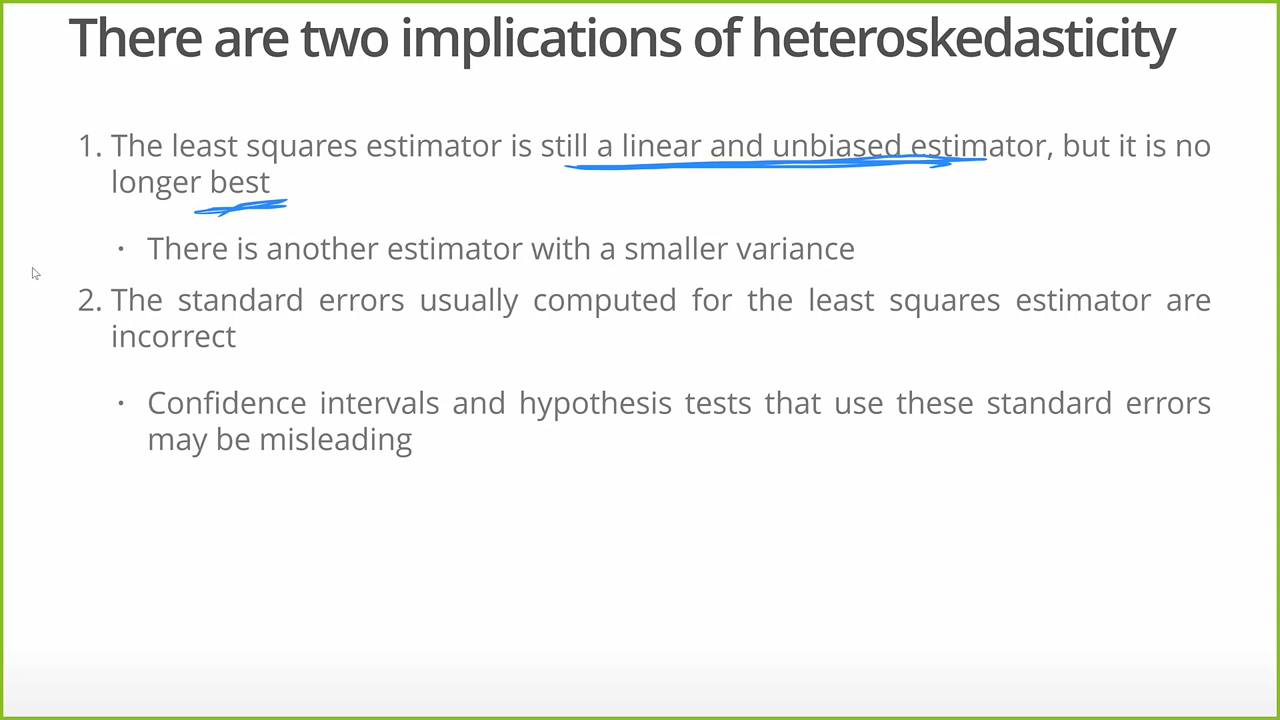 There are two implications of heteroskedasticity
1. The least squares estimator is still a linear and unbiased estimator, but it is no
longer best
· There is another estimator with a smaller variance
2. The standard errors usually computed for the least squares estimator are
incorrect
· Confidence intervals and hypothesis tests that use these standard errors
may be misleading